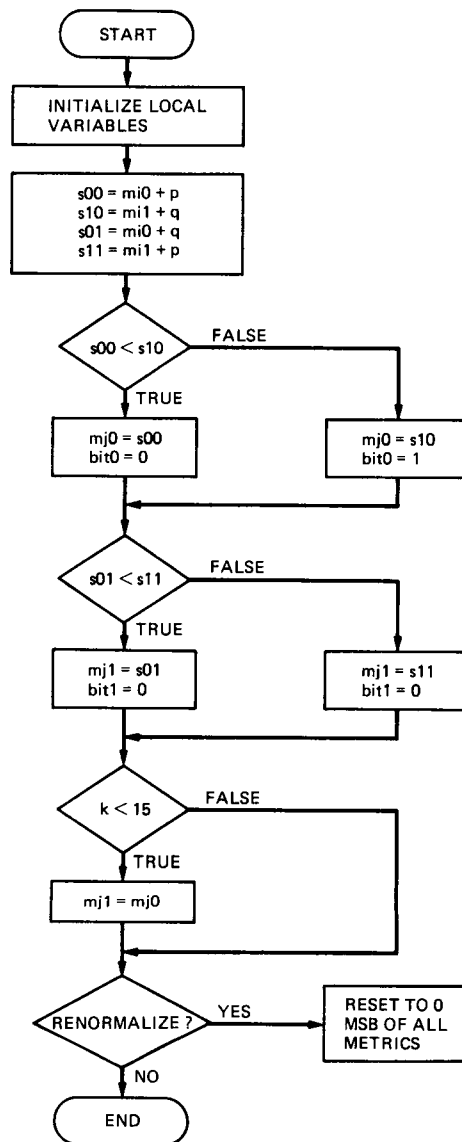 START
INITIALIZE LOCAL
VARIABLES
s00 = mi0 + p
s10 = mi1 + q
s01 = mi0 + q
s11 = mi1 + p
s00 < s10
FALSE
TRUE
mj0 = s00
bit0 = 0
mj0 = s10
bit0 = 1
s01 < s11
FALSE
TRUE
mj1 = s01
bit1 = 0
mj1 = s11
bit1 = 0
k < 15
FALSE
TRUE
mj1 = mj0
RENORMALIZE ?
YES
RESET TO 0
MSB OF ALL
METRICS
NO
END